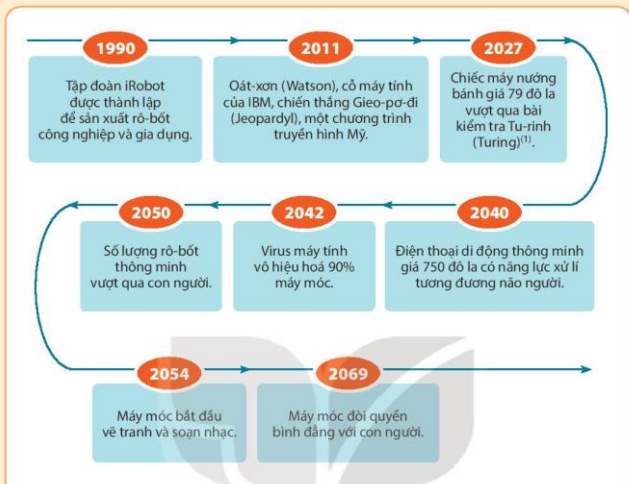 1990
Tập đoàn iRobot
được thành lập
để sản xuất rô-bốt
công nghiệp và gia dụng.
2011
Oát-xơn (Watson), cỗ máy tính
của IBM, chiến thắng Gieo-pơ-đi
(Jeopardyl), một chương trình
truyền hình Mỹ.
2027
Chiếc máy nướng
bánh giá 79 đô la
vượt qua bài
kiểm tra Tu-rinh
(Turing)(1).
2040
Điện thoại di động thông minh
giá 750 đô la có năng lực xử lí
tương đương não người.
2042
Virus máy tính
vô hiệu hoá 90%
máy móc.
2050
Số lượng rô-bốt
thông minh
vượt qua con người.
2054
Máy móc bắt đầu
vẽ tranh và soạn nhạc.
2069
Máy móc đòi quyền
bình đẳng với con người.